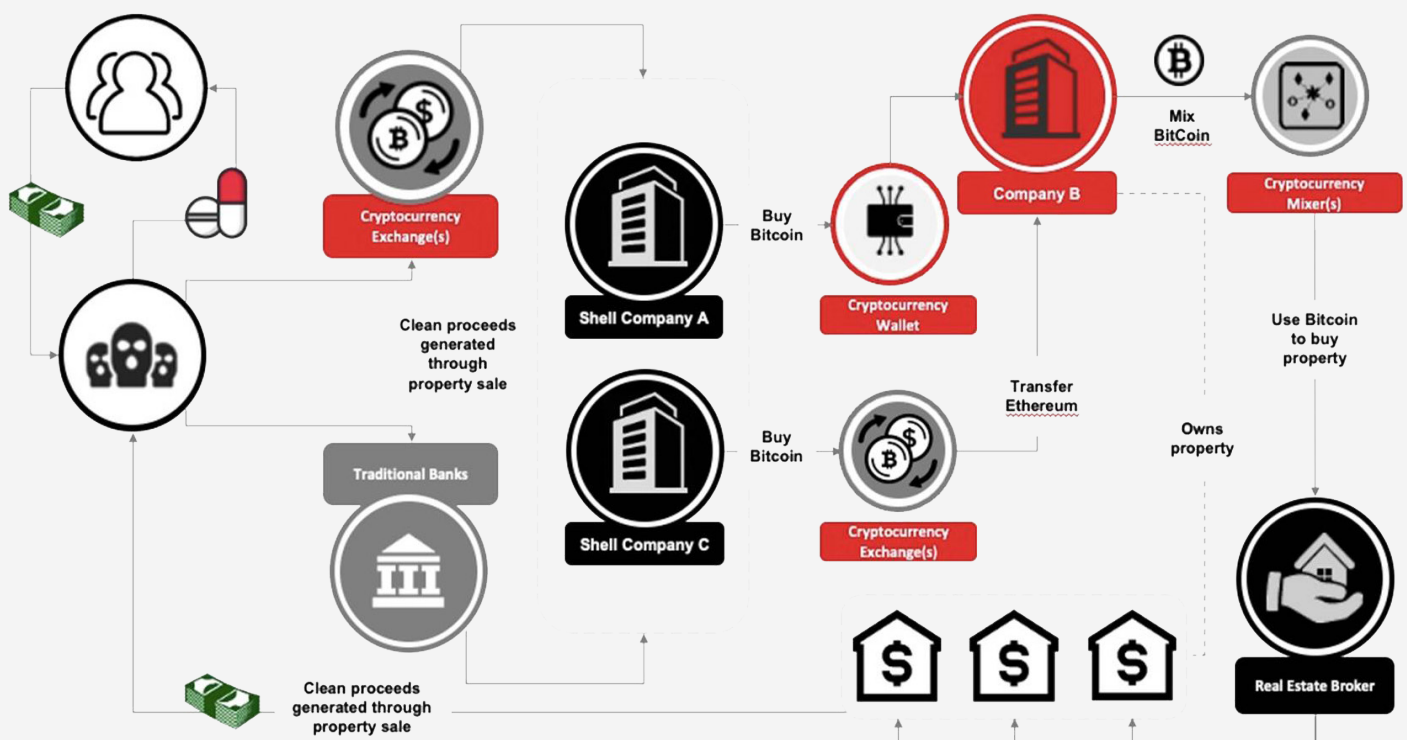 Cryptocurrency
Exchange(s)
Clean proceeds
generated
through
property sale
Traditional Banks
Shell Company A
Shell Company C
Buy
Bitcoin
Buy
Bitcoin
Cryptocurrency
Wallet
Cryptocurrency
Exchange(s)
Company B
Transfer
Ethereum
Mix
BitCoin
Cryptocurrency
Mixer(s)
Use Bitcoin
to buy
property
Owns
property
Real Estate Broker
$
$
$
Clean proceeds
generated through
property sale